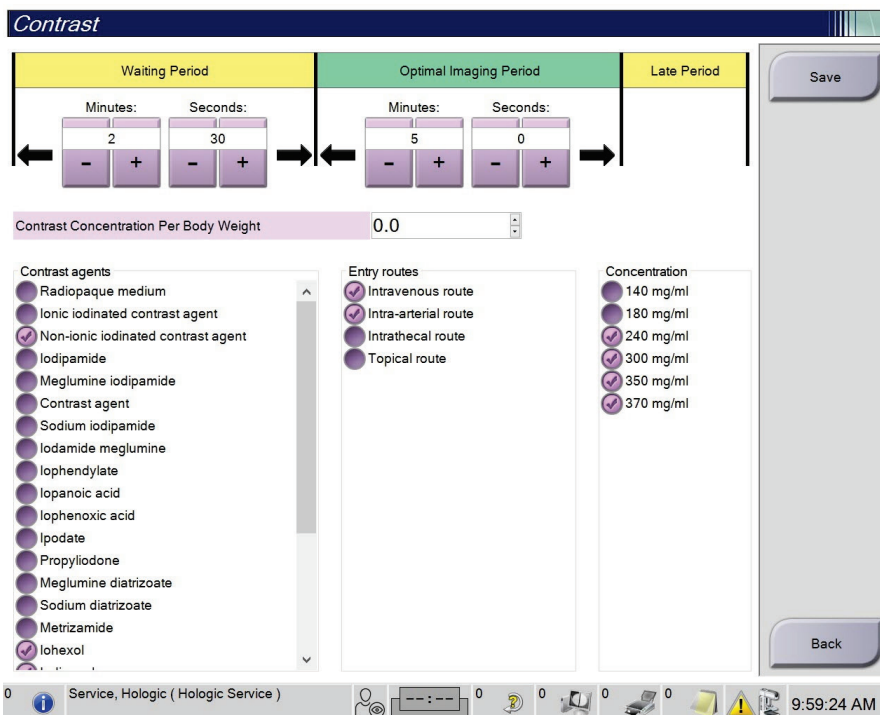 Contrast
Waiting Period
Optimal Imaging Period
Late Period
Save
Minutes: Seconds:
Minutes: Seconds:
2 30
5 0
- + - +
- + - +
Contrast Concentration Per Body Weight 0.0
Contrast agents
Radiopaque medium
Ionic iodinated contrast agent
Non-ionic iodinated contrast agent
Iodipamide
Meglumine iodipamide
Contrast agent
Sodium iodipamide
Iodamide meglumine
Iophendylate
Iopanoic acid
Iophenoxic acid
Ipodate
Propyliodone
Meglumine diatrizoate
Sodium diatrizoate
Metrizamide
Iohexol
Entry routes
Intravenous route
Intra-arterial route
Intrathecal route
Topical route
Concentration
140 mg/ml
180 mg/ml
240 mg/ml
300 mg/ml
350 mg/ml
370 mg/ml
Back
0 Service, Hologic ( Hologic Service ) --:-- 0 0 0 0 9:59:24 AM